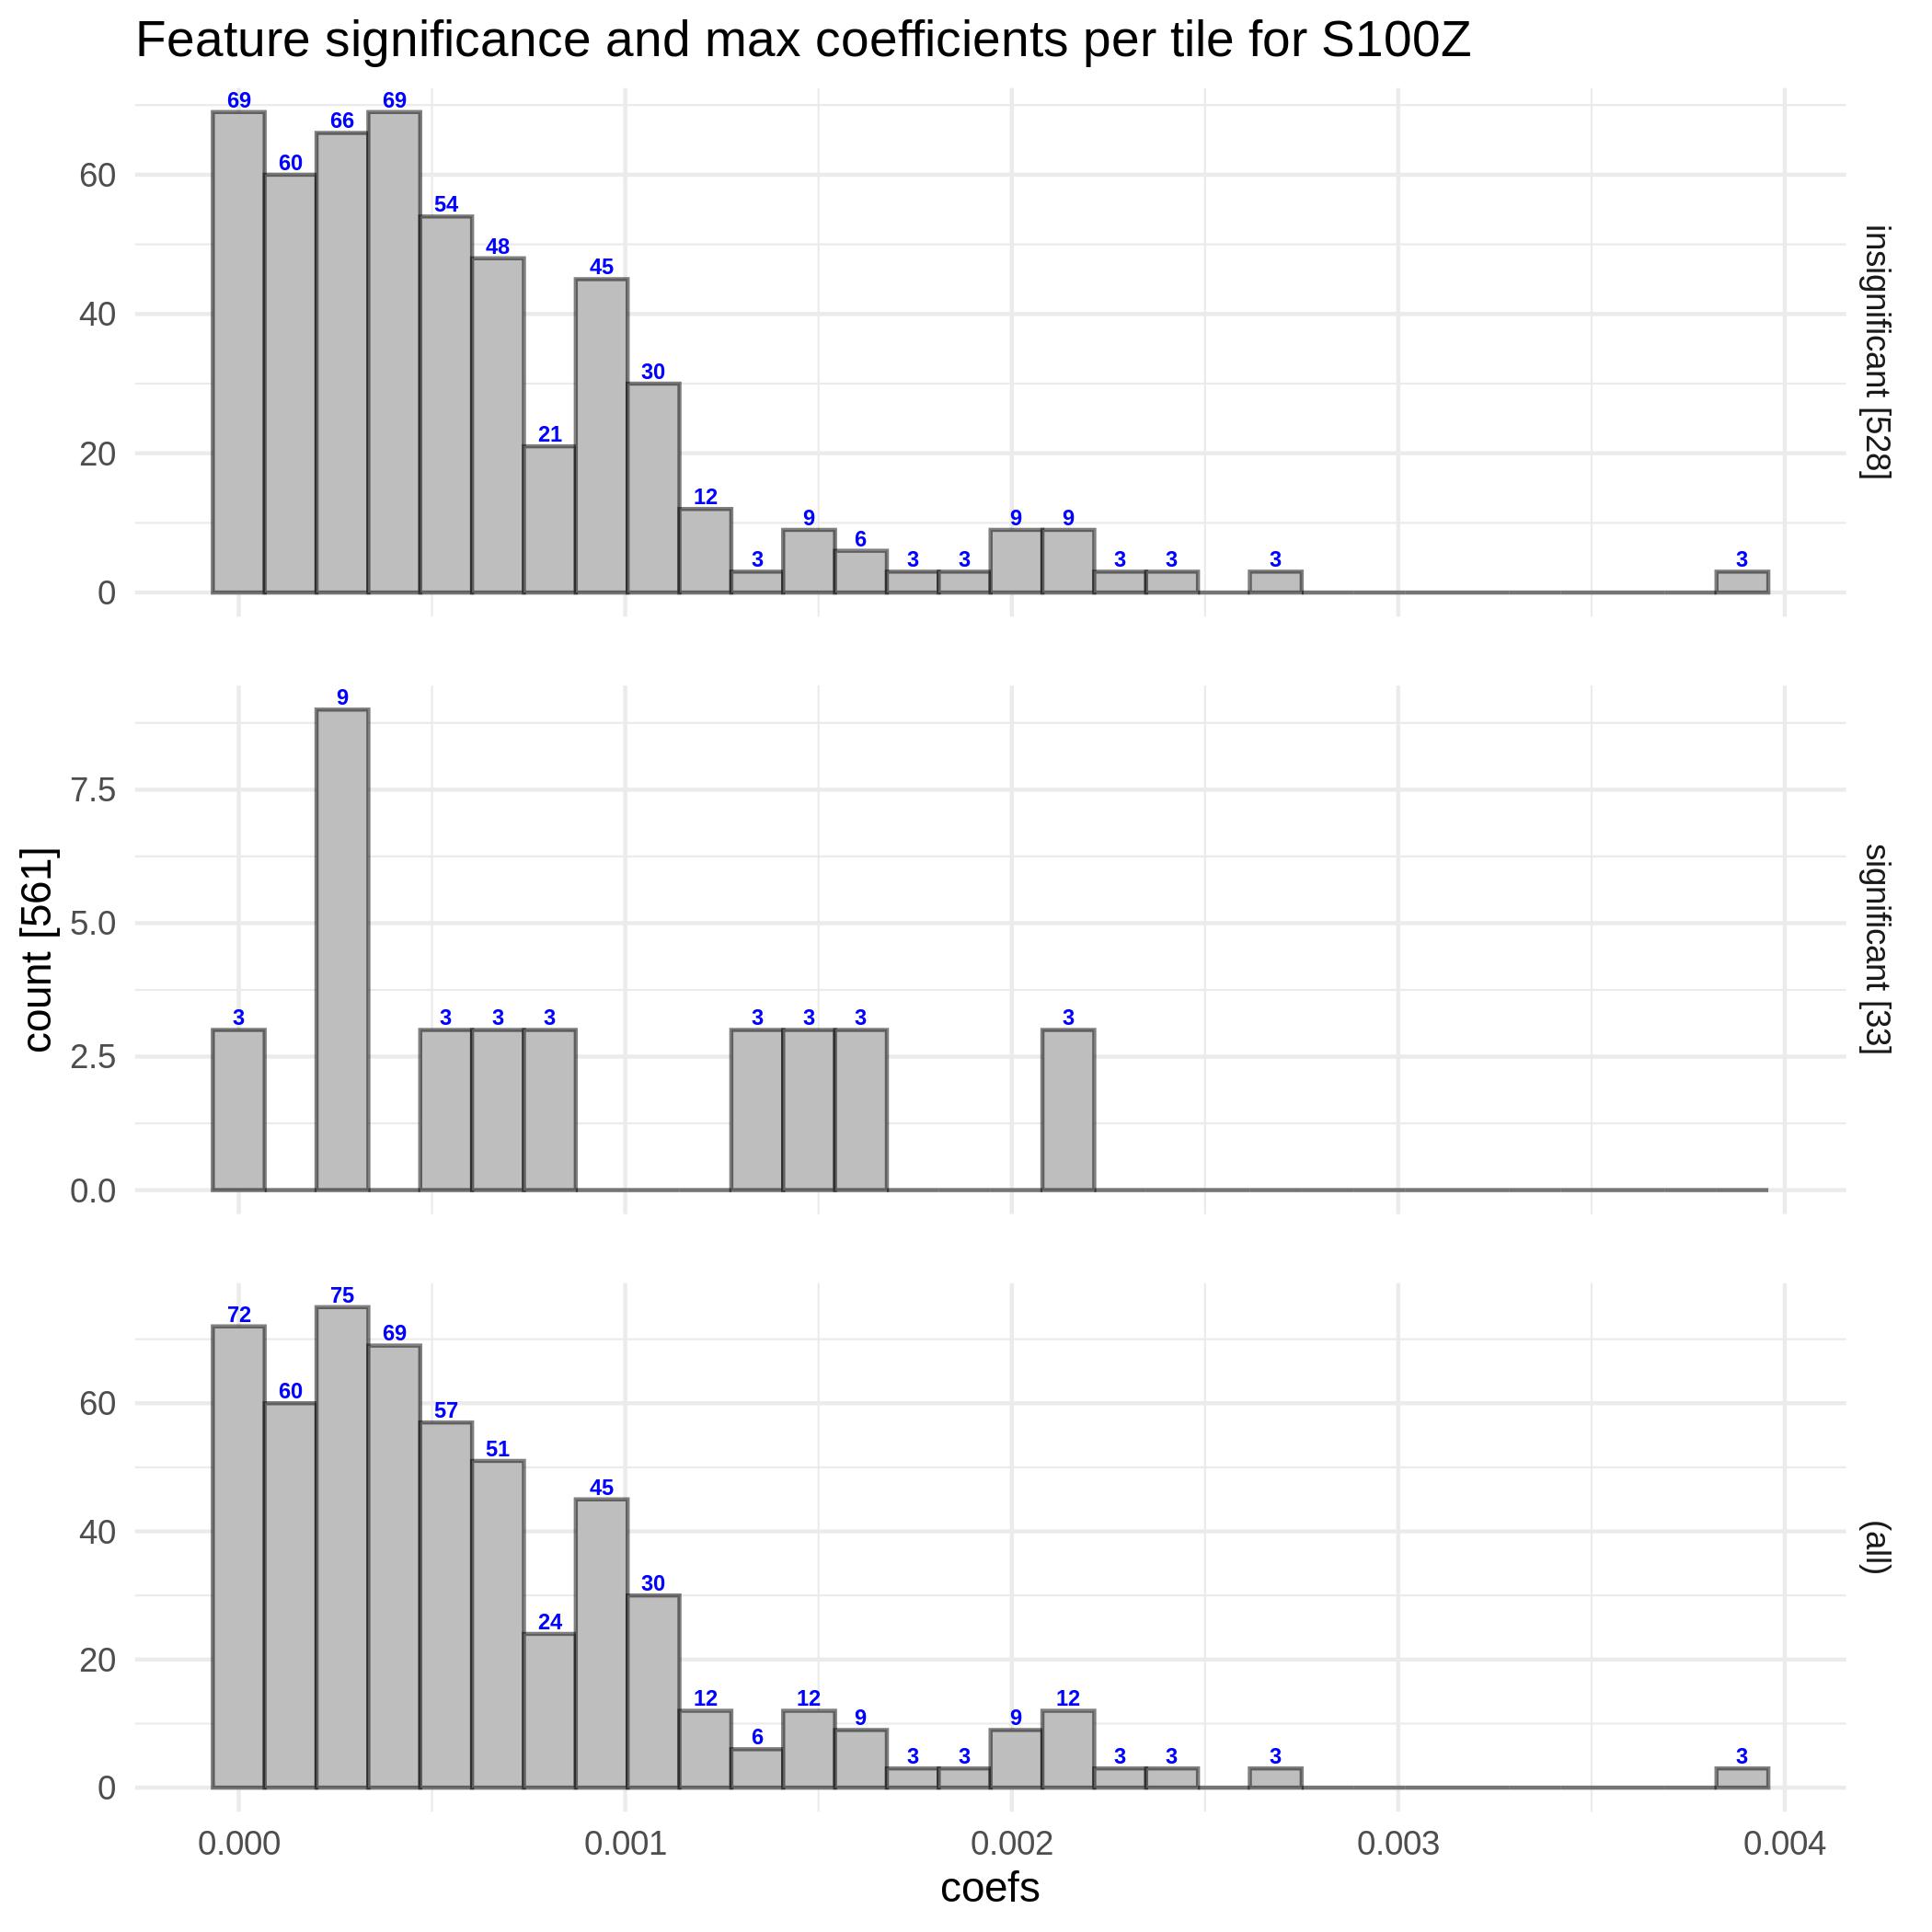 Feature significance and max coefficients per tile for S100Z
69 60 66 69 54 48 21 45 30 12 3 9 6 3 3 9 9 3 3 3 3
60
40
20
0
insignificant [528]
9
3 3 3 3 3 3 3 3
7.5
5.0
2.5
0.0
significant [33]
count [561]
72 60 75 69 57 51 24 45 30 12 6 12 9 3 3 9 12 3 3 3 3
60
40
20
0
(all)
0.000 0.001 0.002 0.003 0.004
coefs